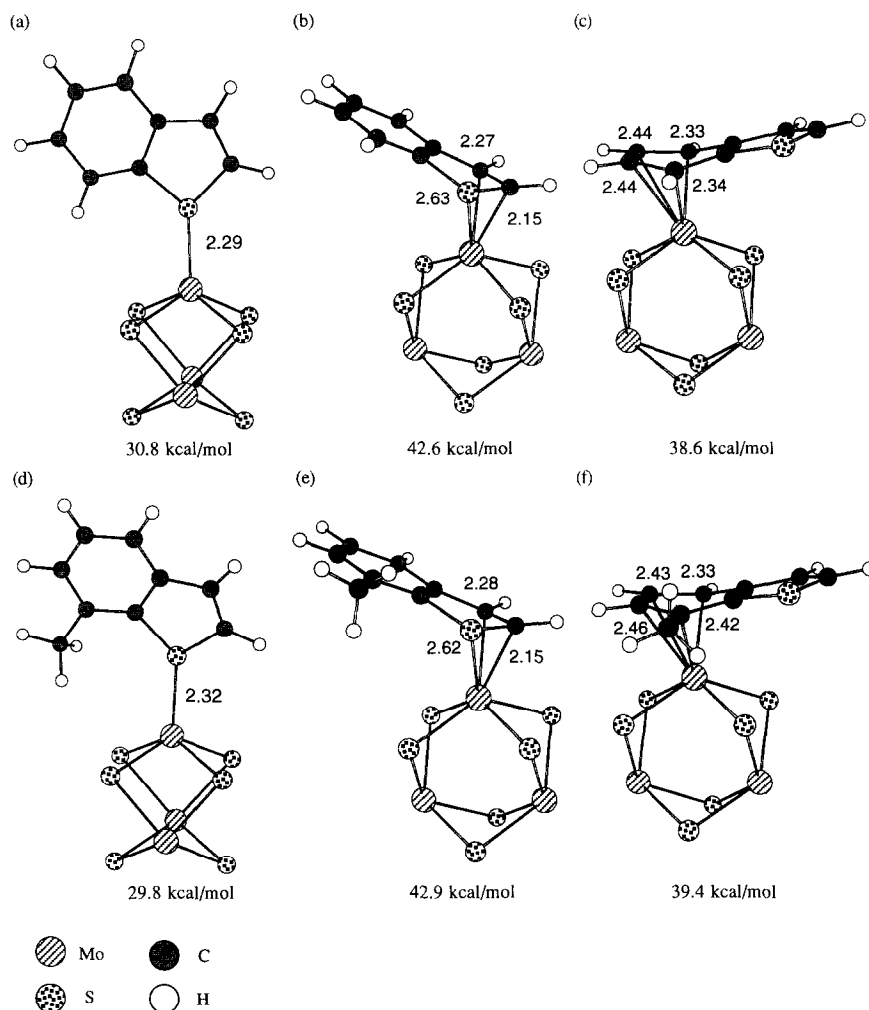 (a) (b) (c)
2.27 2.44 2.33
2.63 2.44 2.34
2.29 2.15
30.8 kcal/mol 42.6 kcal/mol 38.6 kcal/mol
(d) (e) (f)
2.28 2.43 2.33
2.62 2.46 2.42
2.32 2.15
29.8 kcal/mol 42.9 kcal/mol 39.4 kcal/mol
Mo C
S H